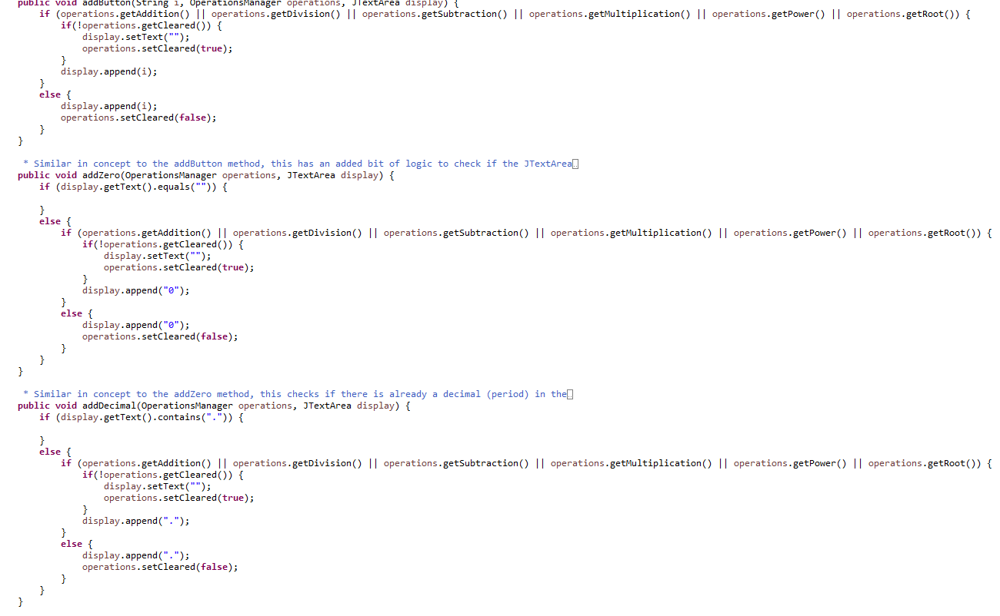 public void addButton(String i, OperationsManager operations, JTextArea display) {
if (operations.getAddition() || operations.getDivision() || operations.getSubtraction() || operations.getMultiplication() || operations.getPower() || operations.getRoot()) {
if(!operations.getCleared()) {
display.setText("");
operations.setCleared(true);
}
display.append(i);
}
else {
display.append(i);
operations.setCleared(false);
}
}
* Similar in concept to the addButton method, this has an added bit of logic to check if the JTextArea..
public void addZero(OperationsManager operations, JTextArea display) {
if (display.getText().equals("")) {
}
else {
if (operations.getAddition() || operations.getDivision() || operations.getSubtraction() || operations.getMultiplication() || operations.getPower() || operations.getRoot()) {
if(!operations.getCleared()) {
display.setText("");
operations.setCleared(true);
}
display.append("0");
}
else {
display.append("0");
operations.setCleared(false);
}
}
}
* Similar in concept to the addZero method, this checks if there is already a decimal (period) in the..
public void addDecimal(OperationsManager operations, JTextArea display) {
if (display.getText().contains(".")) {
}
else {
if (operations.getAddition() || operations.getDivision() || operations.getSubtraction() || operations.getMultiplication() || operations.getPower() || operations.getRoot()) {
if(!operations.getCleared()) {
display.setText("");
operations.setCleared(true);
}
display.append(".");
}
else {
display.append(".");
operations.setCleared(false);
}
}
}